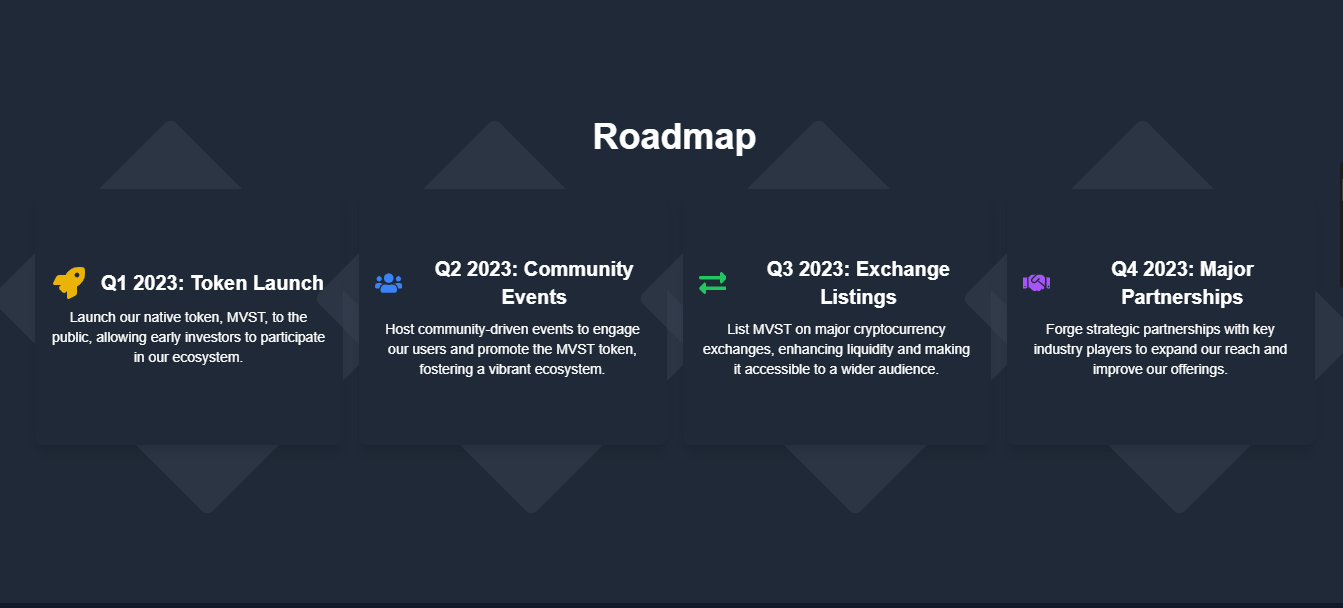 Roadmap
Q1 2023: Token Launch
Launch our native token, MVST, to the
public, allowing early investors to participate
in our ecosystem.
Q2 2023: Community
Events
Host community-driven events to engage
our users and promote the MVST token,
fostering a vibrant ecosystem.
Q3 2023: Exchange
Listings
List MVST on major cryptocurrency
exchanges, enhancing liquidity and making
it accessible to a wider audience.
Q4 2023: Major
Partnerships
Forge strategic partnerships with key
industry players to expand our reach and
improve our offerings.